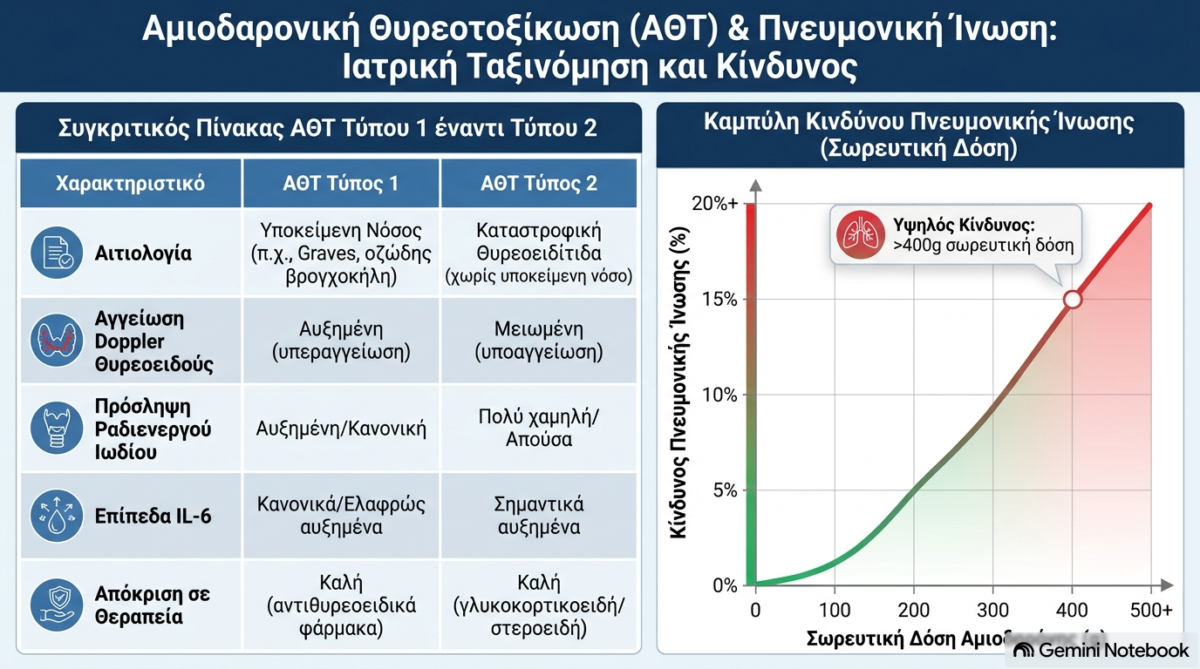 Αμιοδαρονική Θυρεοτοξίκωση (ΑΘΤ) & Πνευμονική Ίνωση:
Ιατρική Ταξινόμηση και Κίνδυνος
Συγκριτικός Πίνακας ΑΘΤ Τύπου 1 έναντι Τύπου 2
Χαρακτηριστικό
ΑΘΤ Τύπος 1
ΑΘΤ Τύπος 2
Αιτιολογία
Υποκείμενη Νόσος
(π.χ., Graves, οζώδης
βρογχοκήλη)
Καταστροφική
Θυρεοειδίτιδα
(χωρίς υποκείμενη νόσο)
Αγγείωση
Doppler
Θυρεοειδούς
Αυξημένη
(υπεραγγείωση)
Μειωμένη
(υποαγγείωση)
Πρόσληψη
Ραδιενεργού
Ιωδίου
Αυξημένη/Κανονική
Πολύ χαμηλή/
Απούσα
Επίπεδα IL-6
Κανονικά/Ελαφρώς
αυξημένα
Σημαντικά
αυξημένα
Απόκριση σε
Θεραπεία
Καλή
(αντιθυρεοειδικά
φάρμακα)
Καλή
(γλυκοκορτικοειδή/
στεροειδή)
Καμπύλη Κινδύνου Πνευμονικής Ίνωσης
(Σωρευτική Δόση)
Κίνδυνος Πνευμονικής Ίνωσης (%)
20%+
15%
10%
5%
0%
Υψηλός Κίνδυνος:
>400g σωρευτική δόση
0
100
200
300
400
500+
Σωρευτική Δόση
Gemini Notebook